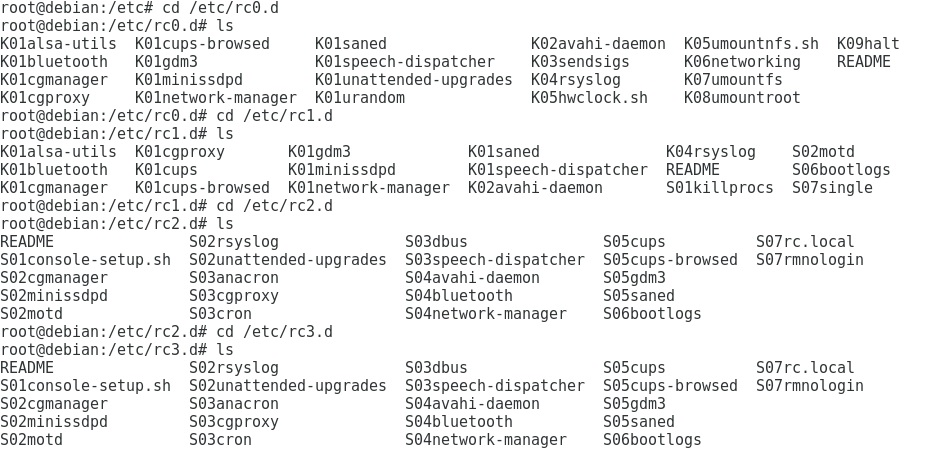 root@debian:/etc# cd /etc/rc0.d
root@debian:/etc/rc0.d# ls
K01alsa-utils  K01cups-browsed     K01saned                K02avahi-daemon  K05umountnfs.sh  K09halt
K01bluetooth   K01gdm3             K01speech-dispatcher    K03sendsigs      K06networking    README
K01cgmanager   K01minissdpd        K01unattended-upgrades  K04rsyslog       K07umountfs
K01cgproxy     K01network-manager  K01urandom              K05hwclock.sh    K08umountroot
root@debian:/etc/rc0.d# cd /etc/rc1.d
root@debian:/etc/rc1.d# ls
K01alsa-utils  K01cgproxy       K01gdm3             K01saned              K04rsyslog    S02motd
K01bluetooth   K01cups          K01minissdpd        K01speech-dispatcher  README        S06bootlogs
K01cgmanager   K01cups-browsed  K01network-manager  K02avahi-daemon       S01killprocs  S07single
root@debian:/etc/rc1.d# cd /etc/rc2.d
root@debian:/etc/rc2.d# ls
README               S02rsyslog              S03dbus               S05cups          S07rc.local
S01console-setup.sh  S02unattended-upgrades  S03speech-dispatcher  S05cups-browsed  S07rmnologin
S02cgmanager         S03anacron              S04avahi-daemon       S05gdm3
S02minissdpd         S03cgproxy              S04bluetooth          S05saned
S02motd              S03cron                 S04network-manager    S06bootlogs
root@debian:/etc/rc2.d# cd /etc/rc3.d
root@debian:/etc/rc3.d# ls
README               S02rsyslog              S03dbus               S05cups          S07rc.local
S01console-setup.sh  S02unattended-upgrades  S03speech-dispatcher  S05cups-browsed  S07rmnologin
S02cgmanager         S03anacron              S04avahi-daemon       S05gdm3
S02minissdpd         S03cgproxy              S04bluetooth          S05saned
S02motd              S03cron                 S04network-manager    S06bootlogs